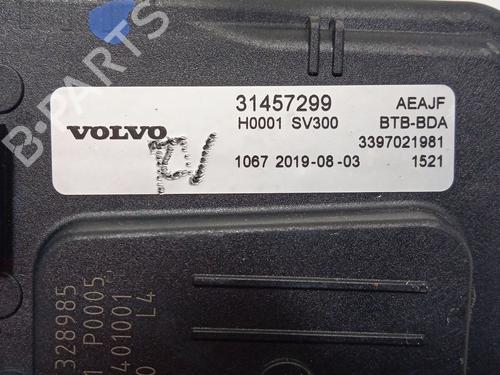 B-PARTS
VOLVO
31457299 AEAJF
H0001 SV300 BTB-BDA
3397021981
1067 2019-08-03 1521
328985
P0005
401001
L4